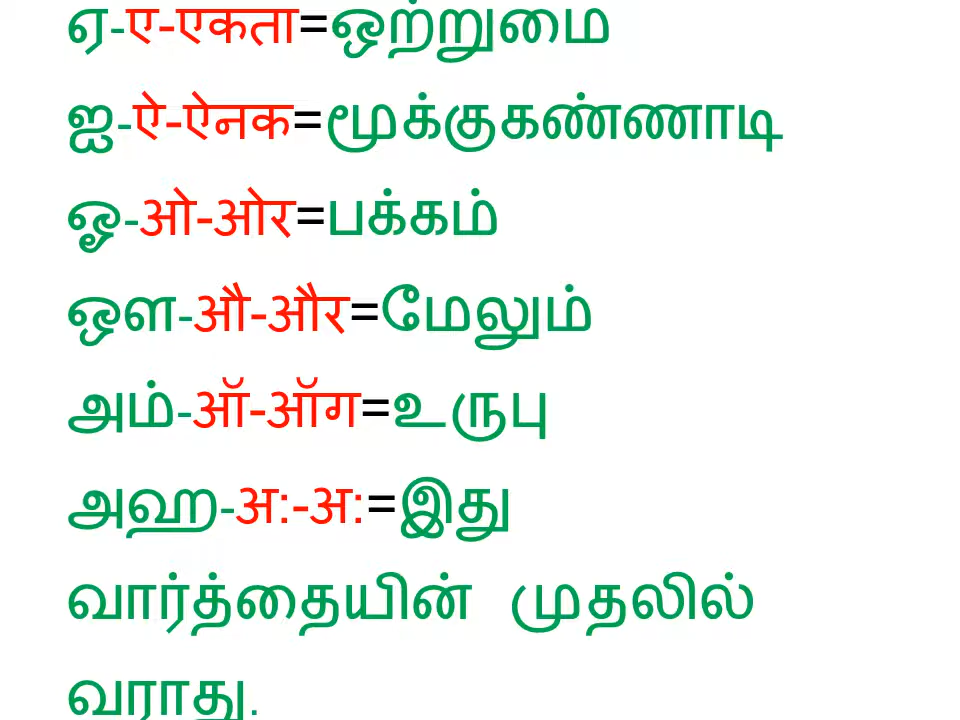 ஏ-ए-एकता=ஒற்றுமை
ஐ-ऐ-ऐनक=மூக்குகண்ணாடி
ஓ-ओ-ओर=பக்கம்
ஔ-औ-और=மேலும்
அம்-ऑ-ऑग=உருபு
அஹ-अ:-अ:=இது
வார்த்தையின் முதலில்
வராது.